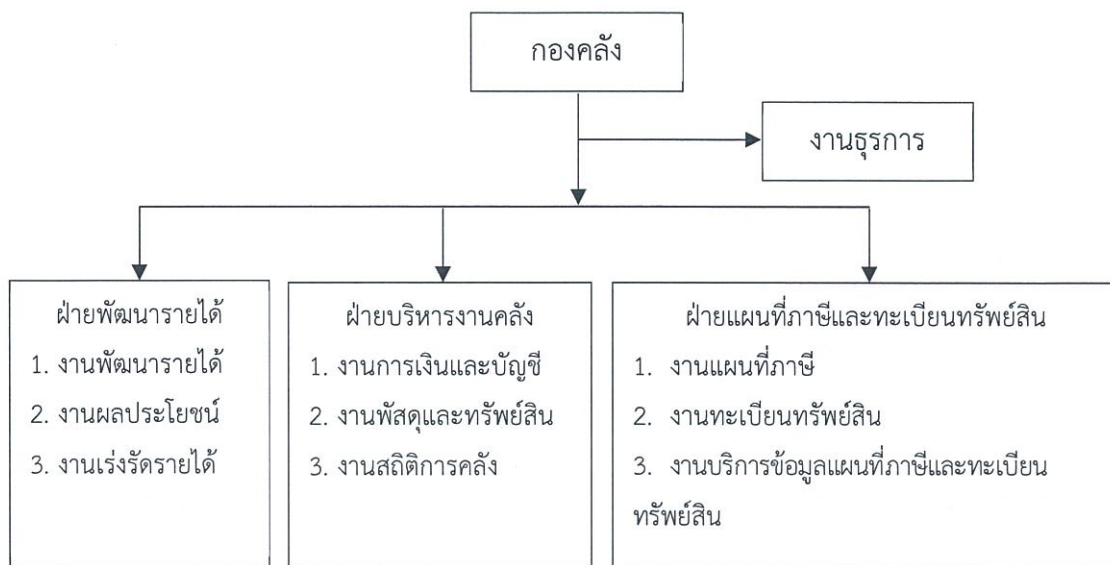 กองคลัง
งานธุรการ
ฝ่ายพัฒนารายได้
1. งานพัฒนารายได้
2. งานผลประโยชน์
3. งานเร่งรัดรายได้
ฝ่ายบริหารงานคลัง
1. งานการเงินและบัญชี
2. งานพัสดุและทรัพย์สิน
3. งานสถิติการคลัง
ฝ่ายแผนที่ภาษีและทะเบียนทรัพย์สิน
1. งานแผนที่ภาษี
2. งานทะเบียนทรัพย์สิน
3. งานบริการข้อมูลแผนที่ภาษีและทะเบียน
ทรัพย์สิน